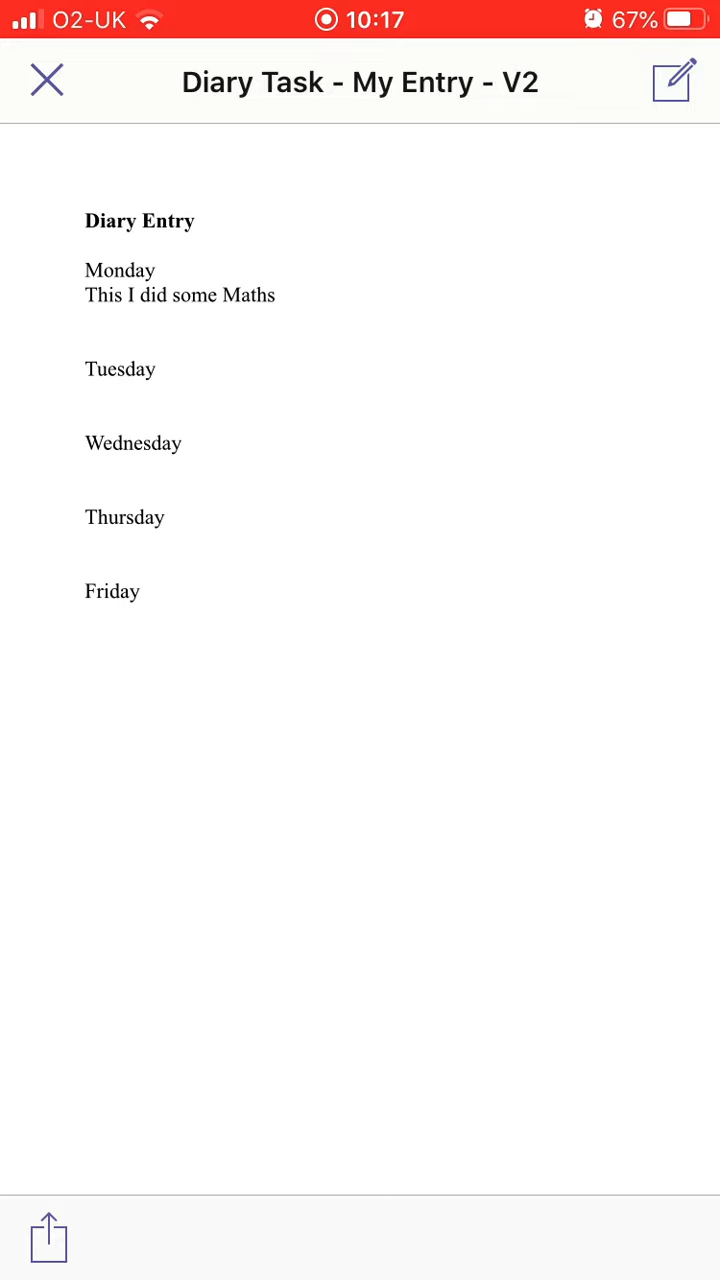 O2-UK 10:17 67%
Diary Task - My Entry - V2
Diary Entry
Monday
This I did some Maths
Tuesday
Wednesday
Thursday
Friday